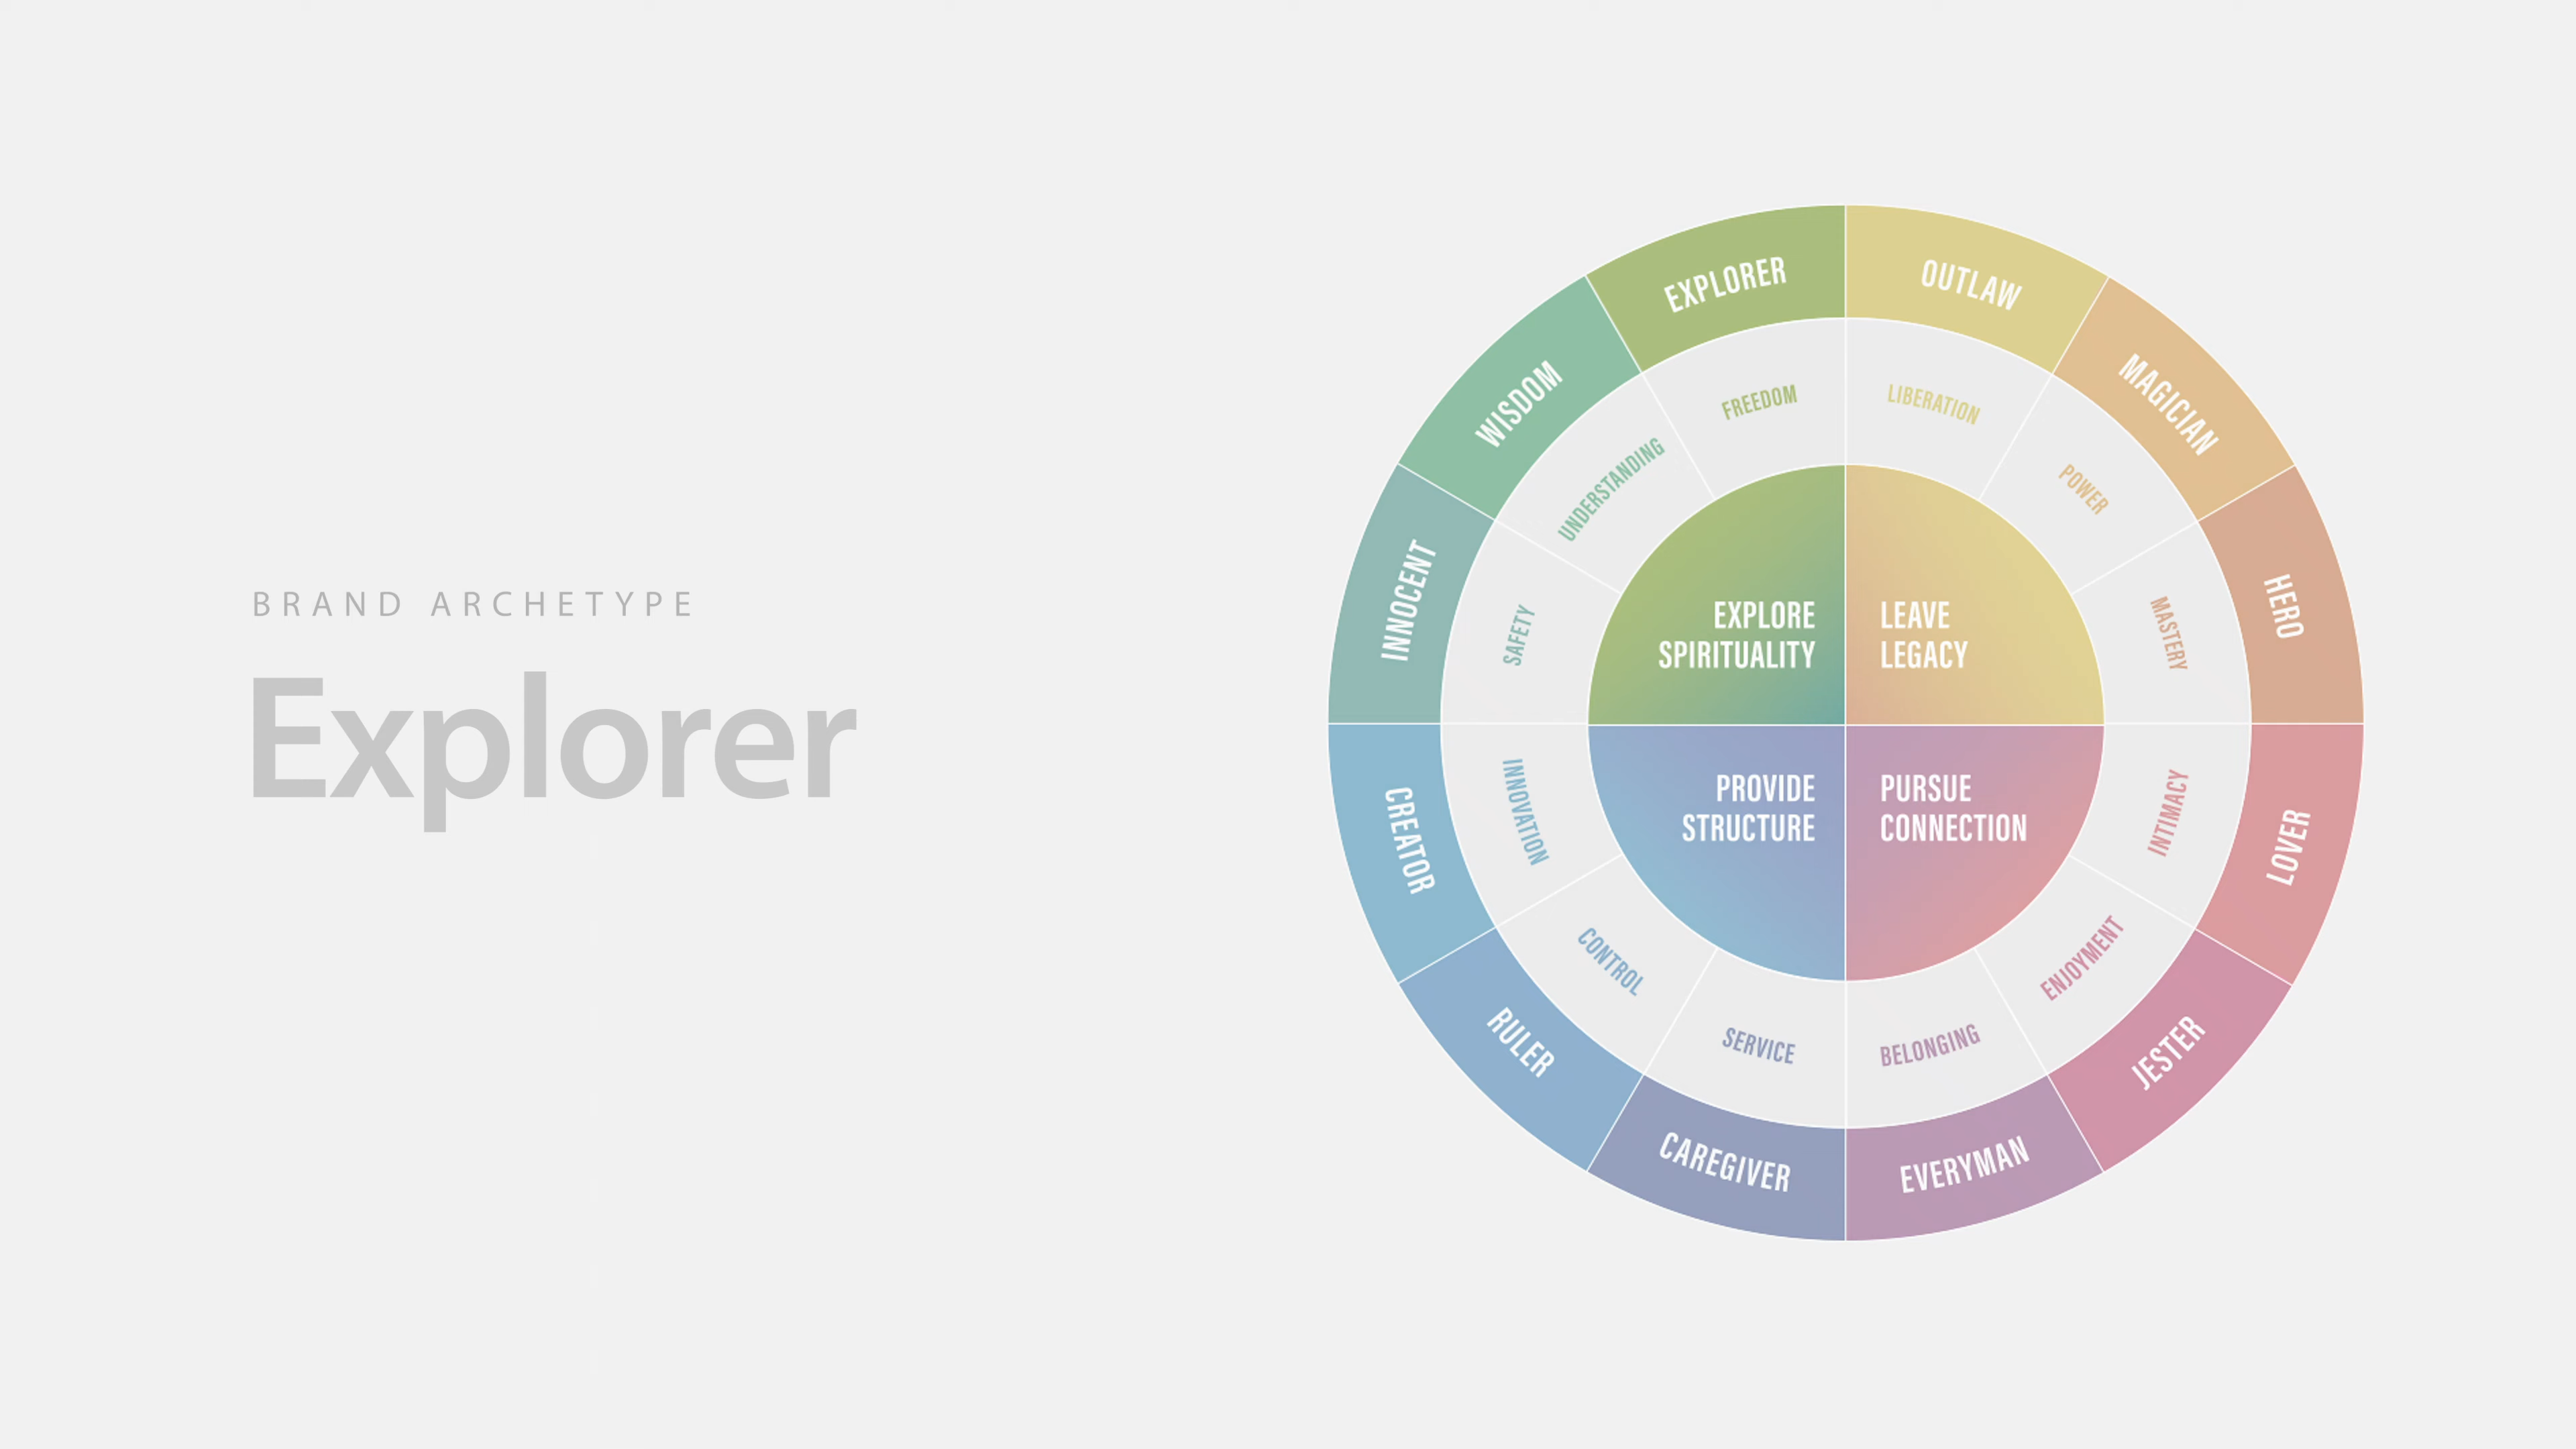 BRAND ARCHETYPE
Explorer
EXPLORER
OUTLAW
MAGICIAN
HERO
LOVER
JESTER
EVERYMAN
CAREGIVER
RULER
CREATOR
INNOCENT
WISDOM
FREEDOM
LIBERATION
POWER
MASTERY
INTIMACY
ENJOYMENT
BELONGING
SERVICE
CONTROL
INNOVATION
SAFETY
UNDERSTANDING
EXPLORE
SPIRITUALITY
LEAVE
LEGACY
PROVIDE
STRUCTURE
PURSUE
CONNECTION